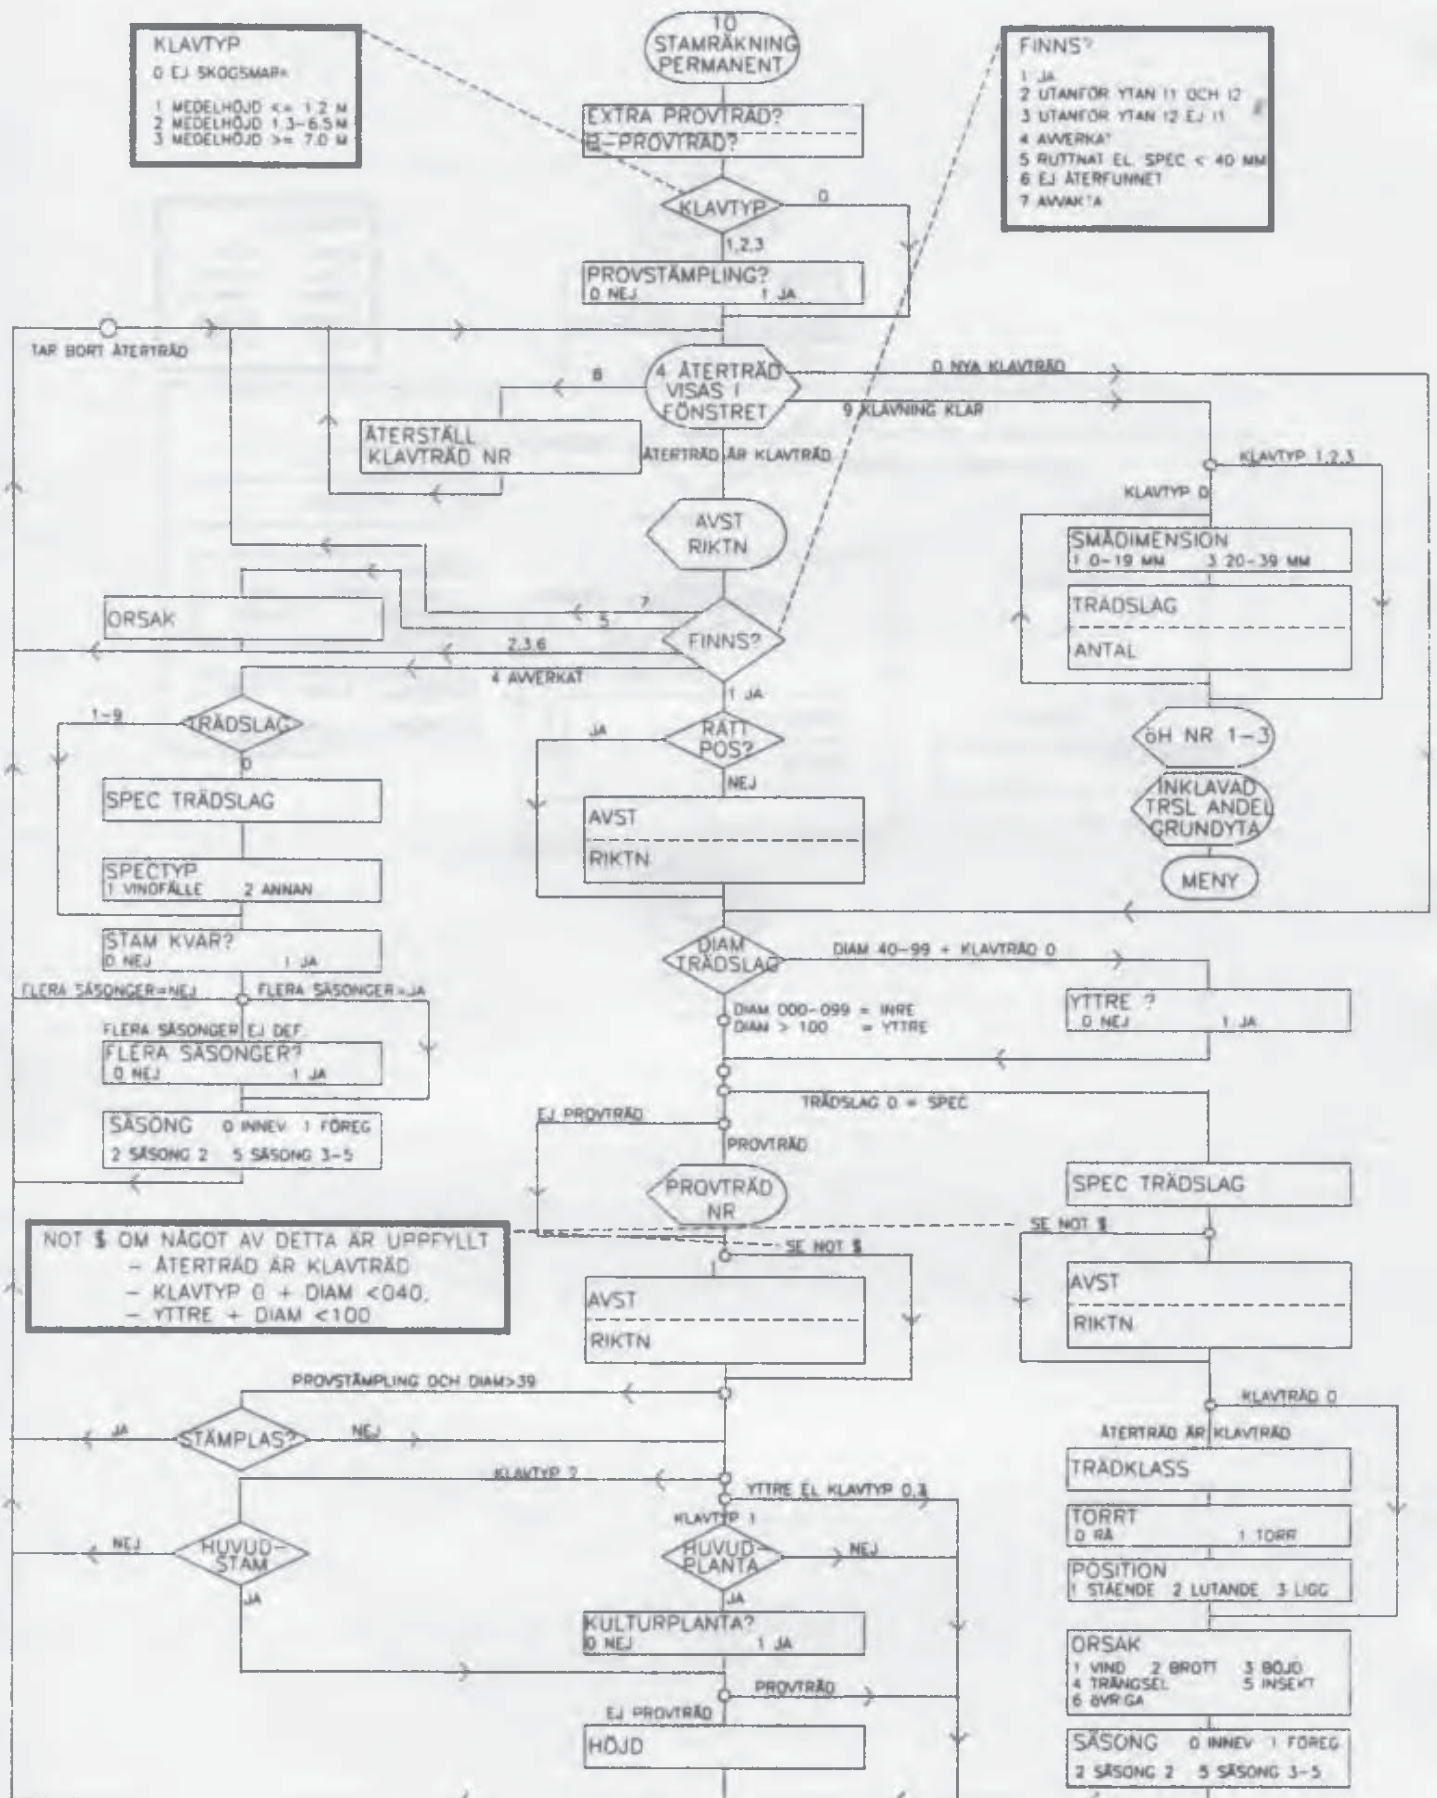 KLAVTYP
0 EJ SKOGSMARK
1 MEDELHÖJD <= 1.2 M
2 MEDELHÖJD 1.3-6.5 M
3 MEDELHÖJD >= 7.0 M
10
STAMRÄKNING
PERMANENT
FINNS?
1 JA
2 UTANFÖR YTAN I1 OCH I2
3 UTANFÖR YTAN I2 EJ I1
4 AVVERKAT
5 RUTTNAT EL. SPEC < 40 MM
6 EJ ÅTERFUNNET
7 AVVAKTA
EXTRA PROVTRÄD?
B-PROVTRÄD?
KLAVTYP
0
1,2,3
PROVSTÄMPLING?
0 NEJ 1 JA
TAR BORT ÅTERTRÄD
4 ÅTERTRÄD
VISAS I
FÖNSTRET
8
0 NYA KLAVTRÄD
9 KLAVNING KLAR
ÅTERSTÄLL
KLAVTRÄD NR
ÅTERTRÄD ÄR KLAVTRÄD
KLAVTYP 1,2,3
KLAVTYP 0
AVST
RIKTN
SMÅDIMENSION
1 0-19 MM 3 20-39 MM
TRÄDSLAG
ANTAL
ORSAK
7
5
2,3,6
4 AVVERKAT
FINNS?
1 JA
1-9
TRÄDSLAG
0
JA
RÄTT
POS?
NEJ
ÖH NR 1-3
SPEC TRÄDSLAG
AVST
RIKTN
INKLAVAD
TRSL ANDEL
GRUNDYTA
SPECTYP
1 VINDFÄLLE 2 ANNAN
MENY
STAM KVAR?
0 NEJ 1 JA
DIAM
TRÄDSLAG
DIAM 40-99 + KLAVTRÄD 0
FLERA SÄSONGER=NEJ
FLERA SÄSONGER=JA
DIAM 000-099 = INRE
DIAM > 100 = YTTRE
YTTRE ?
0 NEJ 1 JA
FLERA SÄSONGER EJ DEF.
FLERA SÄSONGER?
0 NEJ 1 JA
TRÄDSLAG 0 = SPEC
SÄSONG 0 INNEV 1 FÖREG
2 SÄSONG 2 5 SÄSONG 3-5
EJ PROVTRÄD
PROVTRÄD
PROVTRÄD
NR
SPEC TRÄDSLAG
NOT $ OM NÅGOT AV DETTA ÄR UPPFYLLT
- ÅTERTRÄD ÄR KLAVTRÄD
- KLAVTYP 0 + DIAM <040.
- YTTRE + DIAM <100
SE NOT $
SE NOT $
AVST
RIKTN
AVST
RIKTN
PROVSTÄMPLING OCH DIAM>39
KLAVTRÄD 0
JA
STÄMPLAS?
NEJ
ÅTERTRÄD ÄR KLAVTRÄD
TRÄDKLASS
KLAVTYP 2
YTTRE EL KLAVTYP 0,3
KLAVTYP 1
TORRT
0 RÅ 1 TORR
NEJ
HUVUD-
STAM
JA
HUVUD-
PLANTA
NEJ
JA
POSITION
1 STÅENDE 2 LUTANDE 3 LIGG
KULTURPLANTA?
0 NEJ 1 JA
ORSAK
1 VIND 2 BROTT 3 BÖJD
4 TRÄNGSEL 5 INSEKT
6 ÖVRIGA
PROVTRÄD
EJ PROVTRÄD
HÖJD
SÄSONG 0 INNEV 1 FÖREG
2 SÄSONG 2 5 SÄSONG 3-5